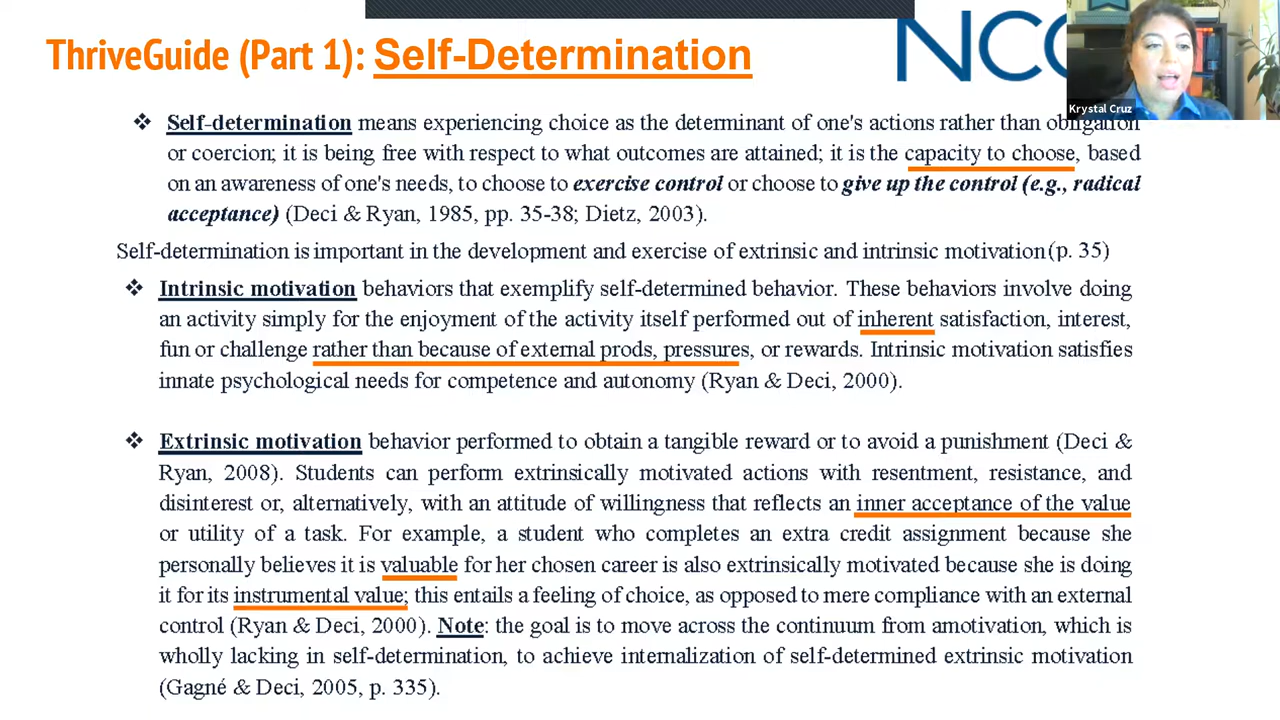 ThriveGuide (Part 1): Self-Determination
NC
Krystal Cruz
❖ Self-determination means experiencing choice as the determinant of one's actions rather than obligation
or coercion; it is being free with respect to what outcomes are attained; it is the capacity to choose, based
on an awareness of one's needs, to choose to exercise control or choose to give up the control (e.g., radical
acceptance) (Deci & Ryan, 1985, pp. 35-38; Dietz, 2003).
Self-determination is important in the development and exercise of extrinsic and intrinsic motivation (p. 35)
❖ Intrinsic motivation behaviors that exemplify self-determined behavior. These behaviors involve doing
an activity simply for the enjoyment of the activity itself performed out of inherent satisfaction, interest,
fun or challenge rather than because of external prods, pressures, or rewards. Intrinsic motivation satisfies
innate psychological needs for competence and autonomy (Ryan & Deci, 2000).
❖ Extrinsic motivation behavior performed to obtain a tangible reward or to avoid a punishment (Deci &
Ryan, 2008). Students can perform extrinsically motivated actions with resentment, resistance, and
disinterest or, alternatively, with an attitude of willingness that reflects an inner acceptance of the value
or utility of a task. For example, a student who completes an extra credit assignment because she
personally believes it is valuable for her chosen career is also extrinsically motivated because she is doing
it for its instrumental value; this entails a feeling of choice, as opposed to mere compliance with an external
control (Ryan & Deci, 2000). Note: the goal is to move across the continuum from amotivation, which is
wholly lacking in self-determination, to achieve internalization of self-determined extrinsic motivation
(Gagné & Deci, 2005, p. 335).